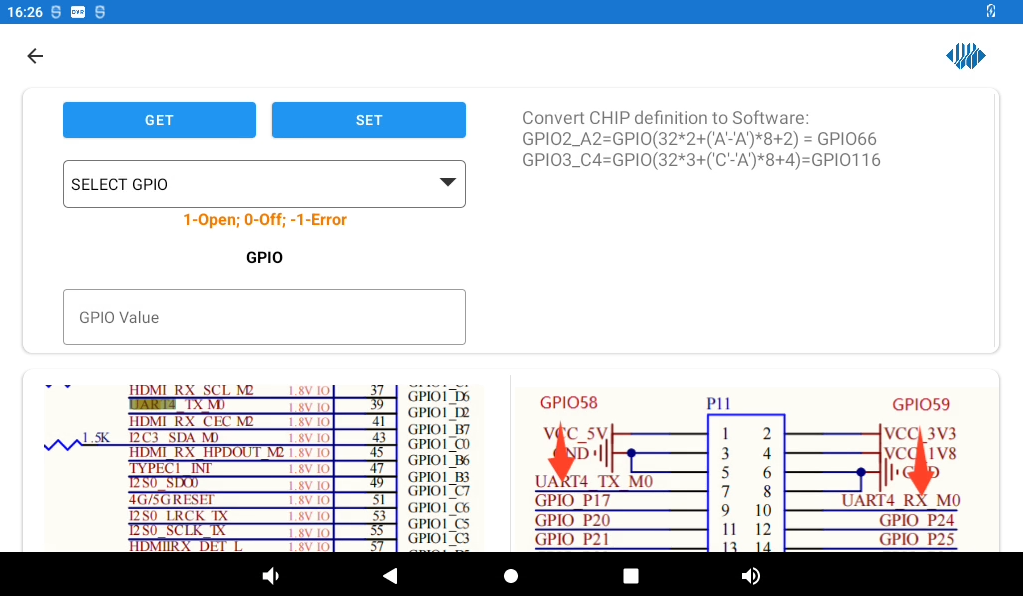 16:26
DVR
GET
SET
SELECT GPIO
1-Open; 0-Off; -1-Error
GPIO
GPIO Value
Convert CHIP definition to Software:
GPIO2_A2=GPIO(32*2+('A'-'A')*8+2) = GPIO66
GPIO3_C4=GPIO(32*3+('C'-'A')*8+4)=GPIO116
HDMI_RX_SCL_M2 1.8V IO 37 GPIO1_D6
UART4_TX_M0 1.8V IO 39 GPIO1_D2
HDMI_RX_CEC_M2 1.8V IO 41 GPIO1_B7
1.5K I2C3_SDA_M0 1.8V IO 43 GPIO1_C0
HDMI_RX_HPDOUT_M2 1.8V IO 45 GPIO1_B6
TYPEC1_INT 1.8V IO 47 GPIO1_B3
I2S0_SDO0 1.8V IO 49 GPIO1_C7
4G/5G RESET 1.8V IO 51 GPIO1_C6
I2S0_LRCK_TX 1.8V IO 53 GPIO1_C5
I2S0_SCLK_TX 1.8V IO 55 GPIO1_C3
HDMIIRX_DET_L 1.8V IO 57
GPIO58 P11 GPIO59
VCC_5V 1 2 VCC_3V3
GND 3 4 VCC_1V8
5 6 GND
UART4_TX_M0 7 8 UART4_RX_M0
GPIO_P17 9 10
GPIO_P20 11 12 GPIO_P24
GPIO_P21 13 14 GPIO_P25